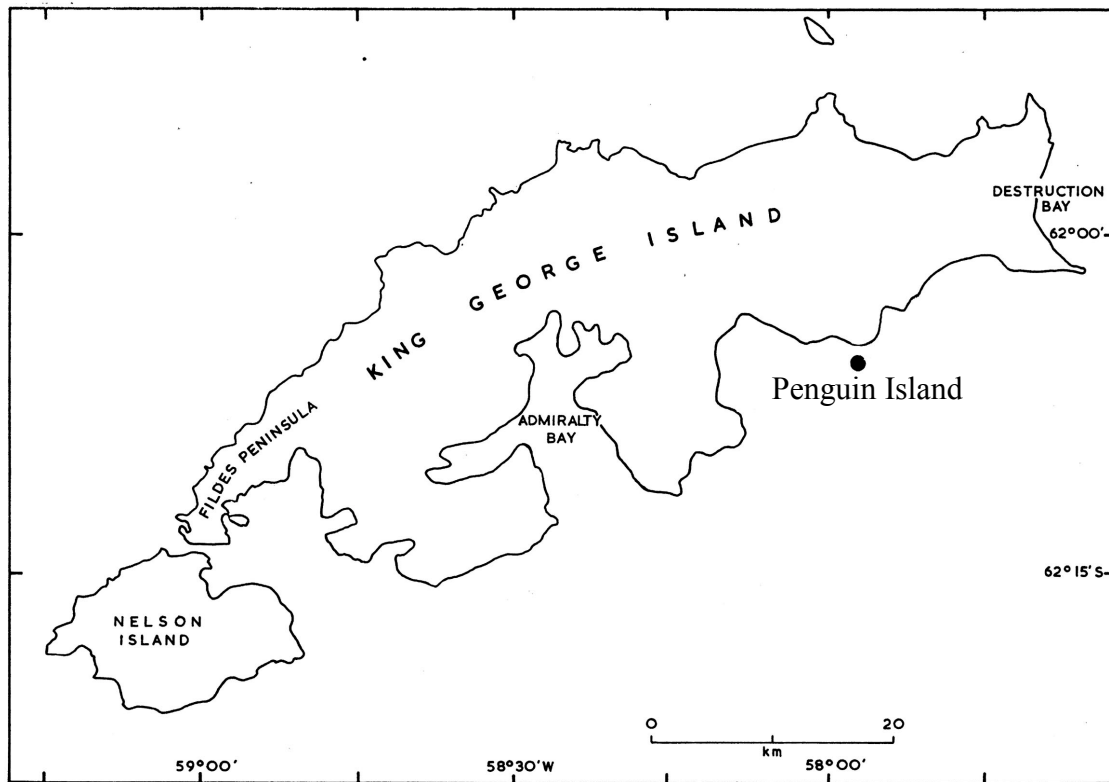 DESTRUCTION
BAY
62°00'
KING GEORGE ISLAND
Penguin Island
FILDES PENINSULA
ADMIRALTY
BAY
62°15'S
NELSON
ISLAND
0 20
km
59°00' 58°30'W 58°00'